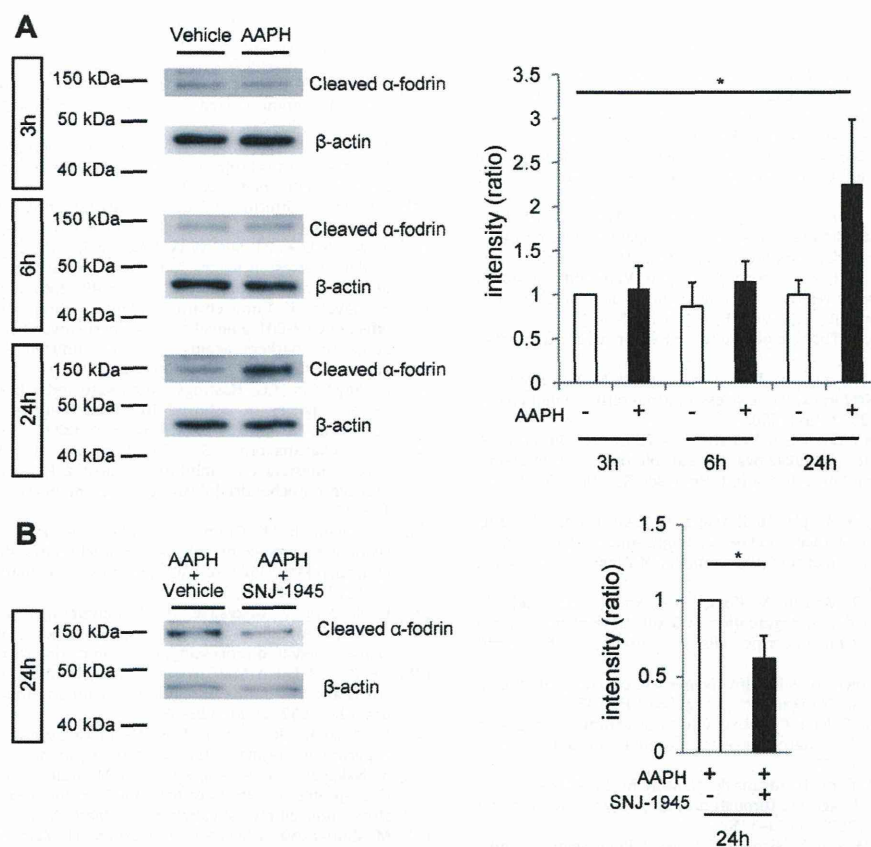 A
Vehicle AAPH
3h
150 kDa
Cleaved α-fodrin
50 kDa
β-actin
40 kDa
6h
150 kDa
Cleaved α-fodrin
50 kDa
β-actin
40 kDa
24h
150 kDa
Cleaved α-fodrin
50 kDa
β-actin
40 kDa
intensity (ratio)
3.5
3
2.5
2
1.5
1
0.5
0
*
AAPH - + - + - +
3h 6h 24h
B
AAPH + Vehicle
AAPH + SNJ-1945
24h
150 kDa
Cleaved α-fodrin
50 kDa
β-actin
40 kDa
intensity (ratio)
1.5
1
0.5
0
*
AAPH + +
SNJ-1945 - +
24h